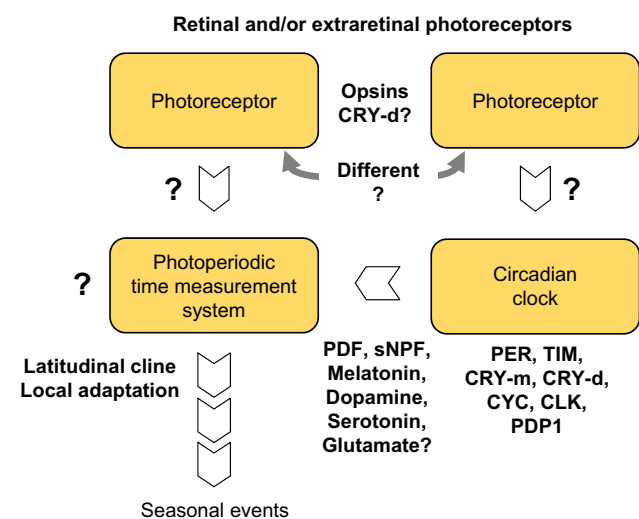 Retinal and/or extraretinal photoreceptors
Photoreceptor
Opsins
CRY-d?
Photoreceptor
Different
?
?
?
?
Photoperiodic
time measurement
system
Circadian
clock
Latitudinal cline
Local adaptation
PDF, sNPF,
Melatonin,
Dopamine,
Serotonin,
Glutamate?
PER, TIM,
CRY-m, CRY-d,
CYC, CLK,
PDP1
Seasonal events